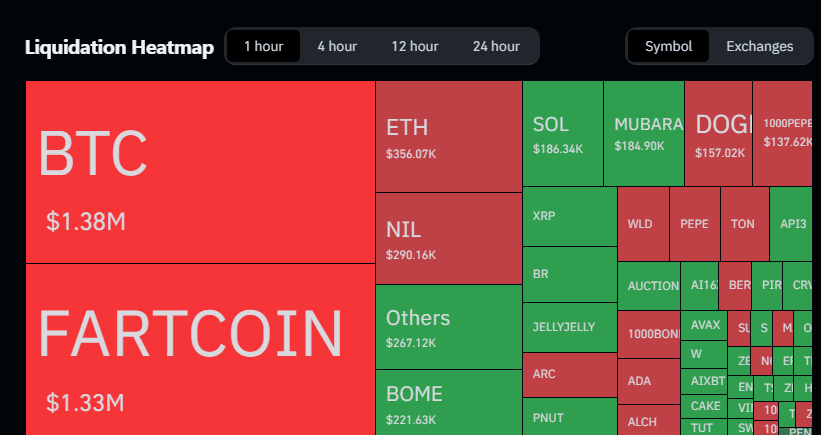 Liquidation Heatmap
1 hour
4 hour
12 hour
24 hour
Symbol
Exchanges
BTC
$1.38M
FARTCOIN
$1.33M
ETH
$356.07K
NIL
$290.16K
Others
$267.12K
BOME
$221.63K
SOL
$186.34K
MUBARA
$184.90K
DOG
$157.02K
1000PEPE
$137.62K
XRP
WLD
PEPE
TON
API3
BR
AUCTION
AI16
BER
PIR
CRV
JELLYJELLY
1000BON
AVAX
SU
S
M
O
W
ZE
EI
ARC
ADA
AIXBT
EN
T
Z
H
PNUT
ALCH
CAKE
VI
10
T
Z
TUT
SW
10
PEN